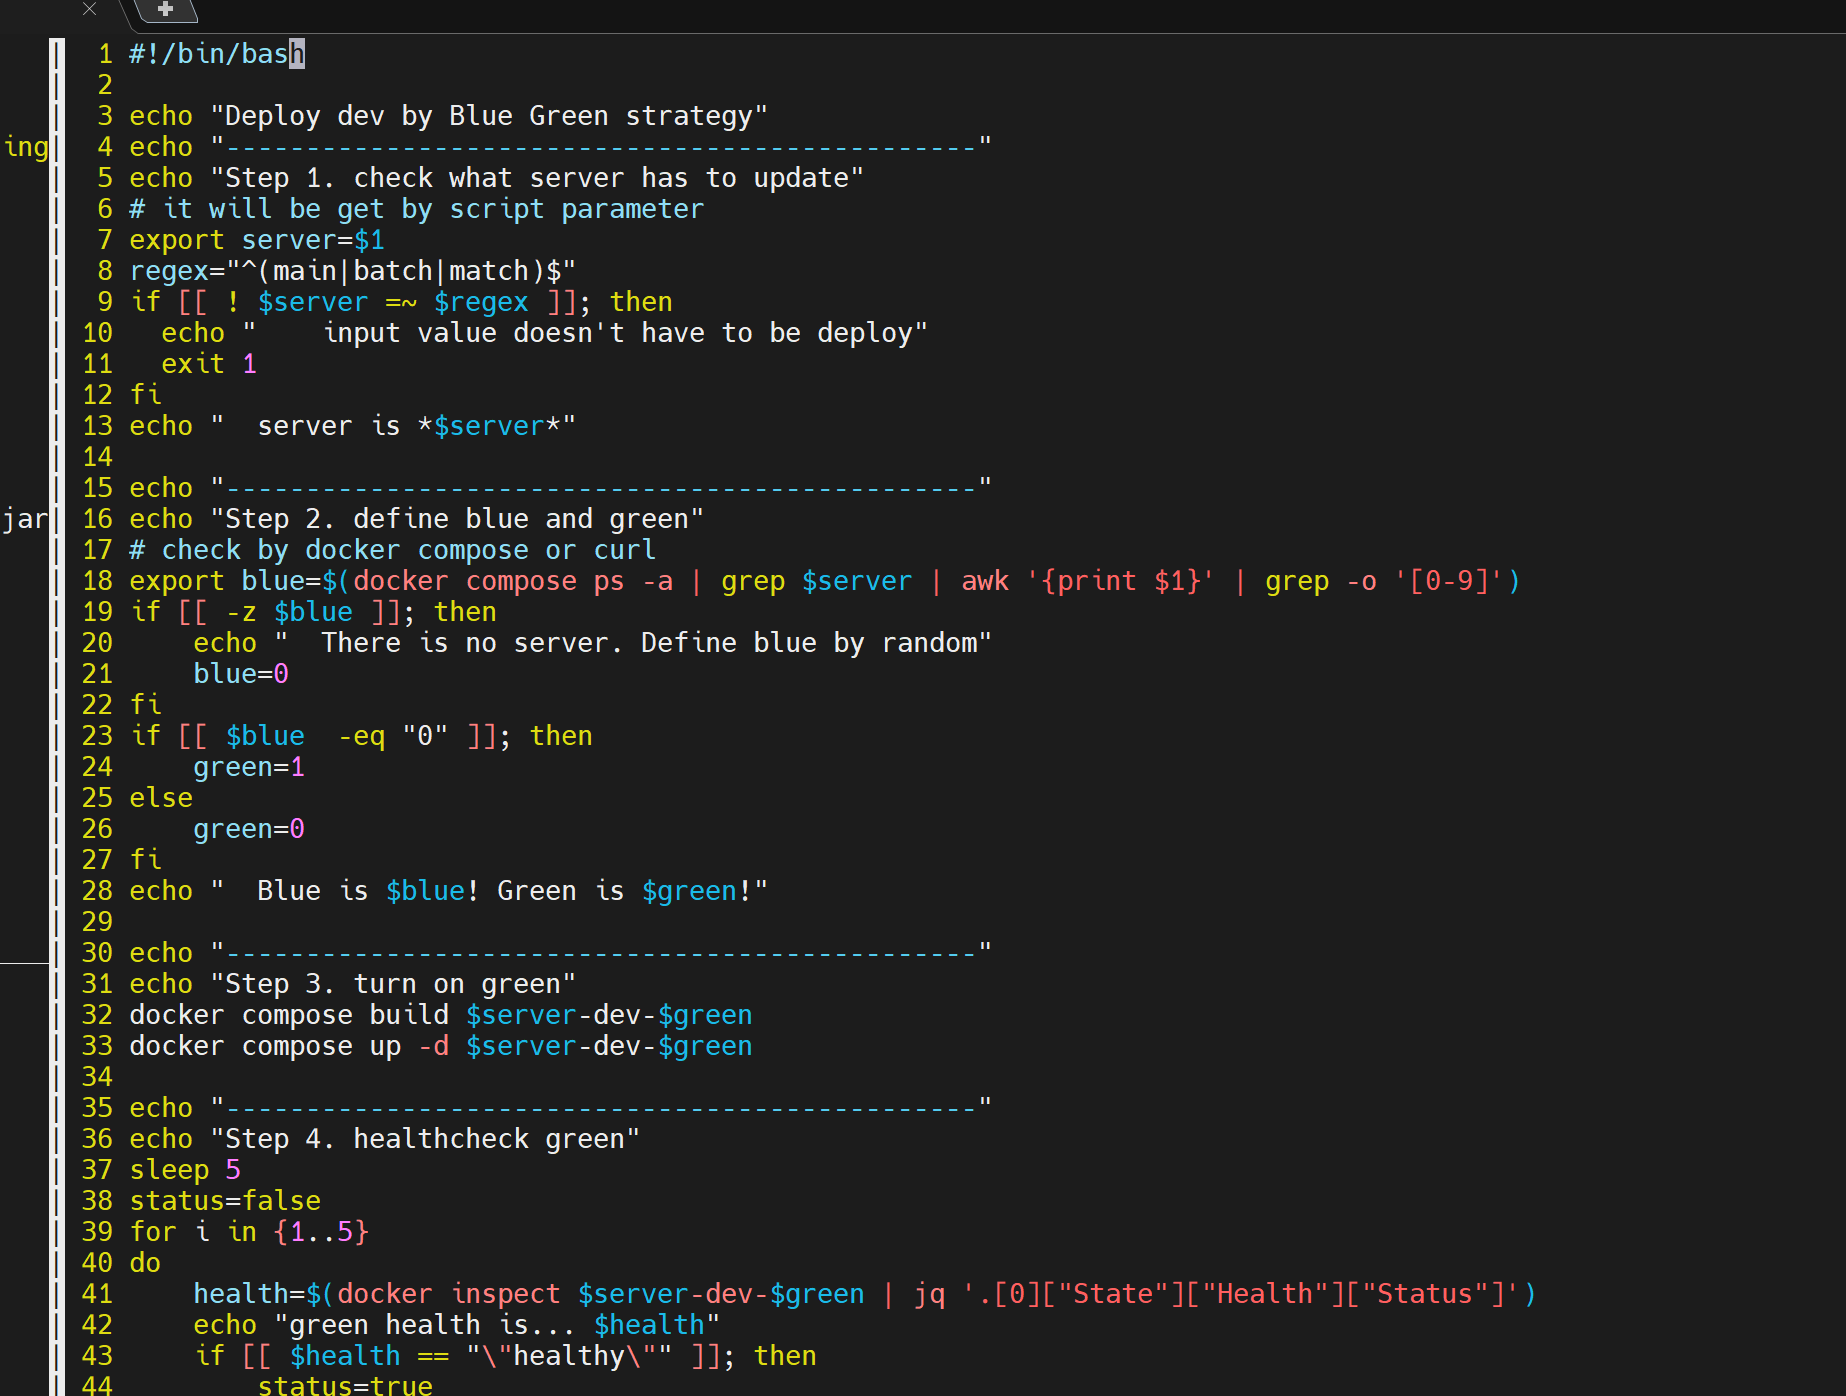 1 #!/bin/bash
2
3 echo "Deploy dev by Blue Green strategy"
ing
4 echo "-----------------------------------------------"
5 echo "Step 1. check what server has to update"
6 # it will be get by script parameter
7 export server=$1
8 regex="^(main|batch|match)$"
9 if [[ ! $server =~ $regex ]]; then
10   echo "    input value doesn't have to be deploy"
11   exit 1
12 fi
13 echo "  server is *$server*"
14
15 echo "-----------------------------------------------"
jar
16 echo "Step 2. define blue and green"
17 # check by docker compose or curl
18 export blue=$(docker compose ps -a | grep $server | awk '{print $1}' | grep -o '[0-9]')
19 if [[ -z $blue ]]; then
20     echo "  There is no server. Define blue by random"
21     blue=0
22 fi
23 if [[ $blue  -eq "0" ]]; then
24     green=1
25 else
26     green=0
27 fi
28 echo "  Blue is $blue! Green is $green!"
29
30 echo "-----------------------------------------------"
31 echo "Step 3. turn on green"
32 docker compose build $server-dev-$green
33 docker compose up -d $server-dev-$green
34
35 echo "-----------------------------------------------"
36 echo "Step 4. healthcheck green"
37 sleep 5
38 status=false
39 for i in {1..5}
40 do
41     health=$(docker inspect $server-dev-$green | jq '.[0]["State"]["Health"]["Status"]')
42     echo "green health is... $health"
43     if [[ $health == "\"healthy\"" ]]; then
44         status=true